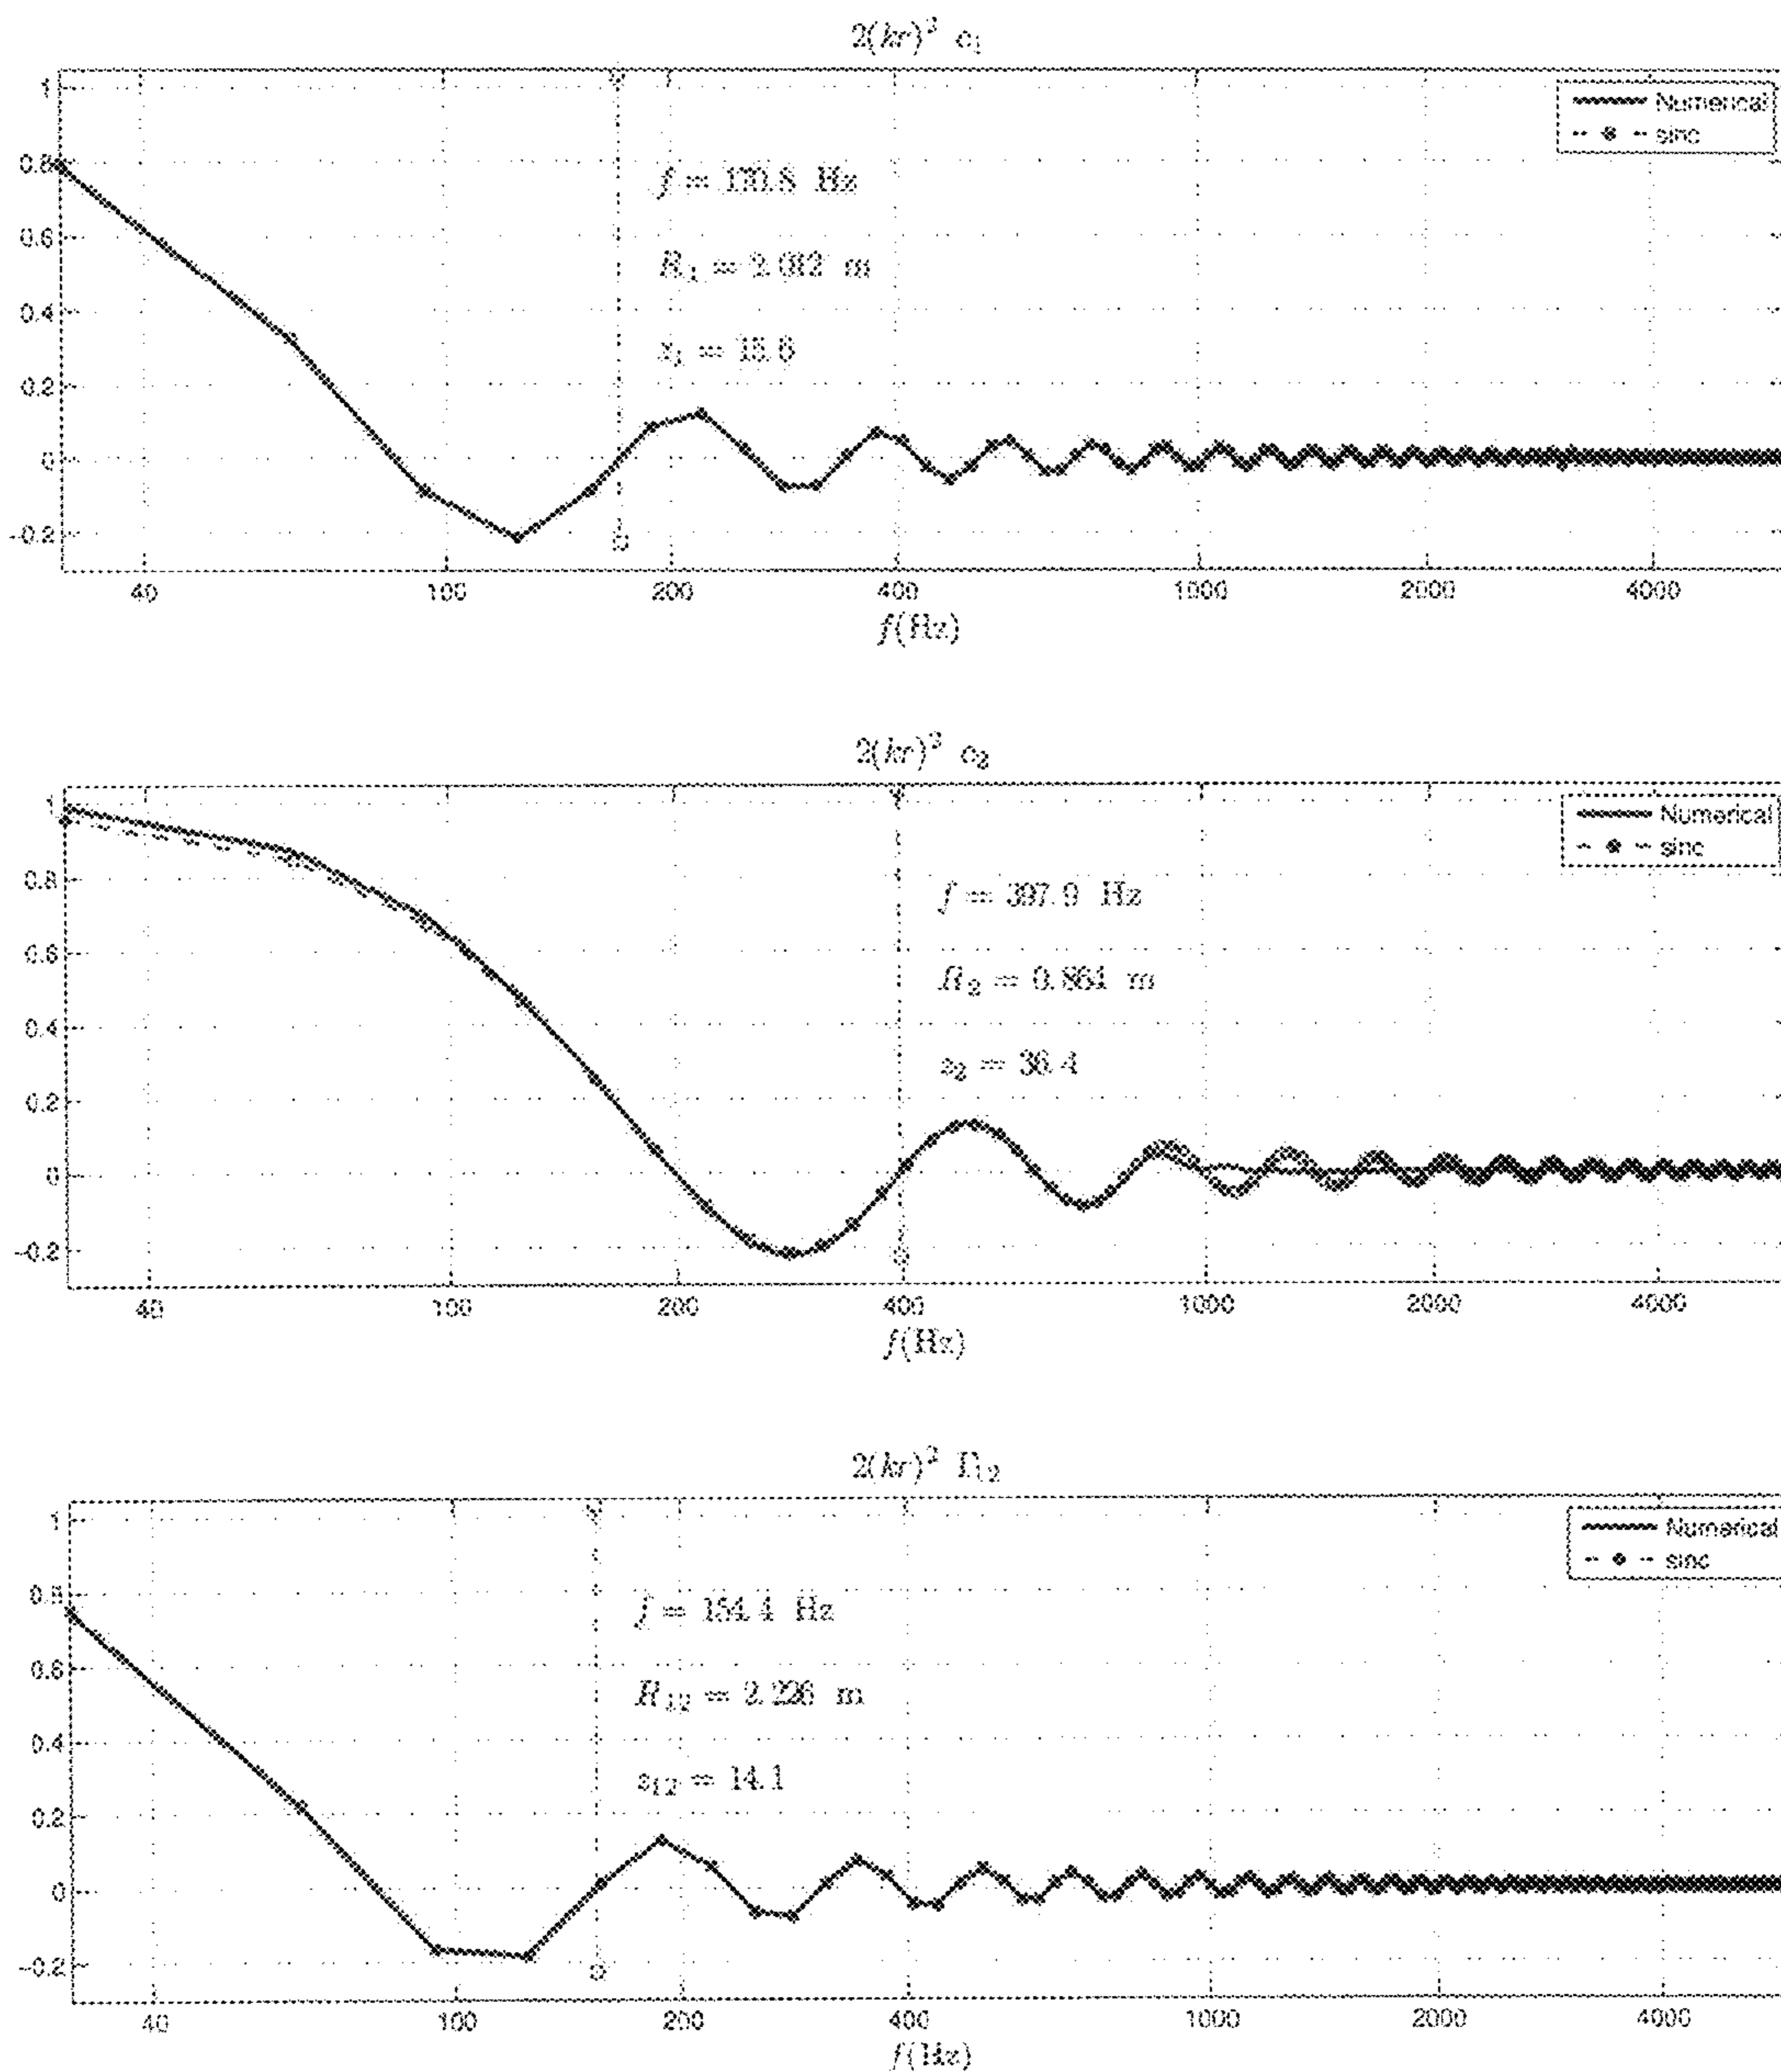 2(kr)² c₁
1
0.8
0.6
0.4
0.2
0
-0.2
Numerical
sinc
f = 170.8 Hz
R₁ = 2.012 m
z₁ = 15.6
40 100 200 400 1000 2000 4000
f(Hz)
2(kr)² c₂
1
0.8
0.6
0.4
0.2
0
-0.2
Numerical
sinc
f = 397.9 Hz
R₂ = 0.864 m
z₂ = 36.4
40 100 200 400 1000 2000 4000
f(Hz)
2(kr)² Γ₁₂
1
0.8
0.6
0.4
0.2
0
-0.2
Numerical
sinc
f = 154.4 Hz
R₁₂ = 2.226 m
z₁₂ = 14.1
40 100 200 400 1000 2000 4000
f(Hz)